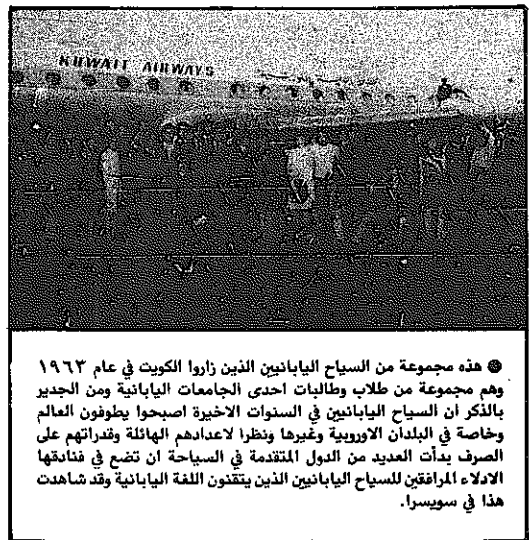 KUWAIT AIRWAYS
● هذه مجموعة من السياح اليابانيين الذين زاروا الكويت في عام ١٩٦٣
وهم مجموعة من طلاب وطالبات احدى الجامعات اليابانية ومن الجدير
بالذكر ان السياح اليابانيين في السنوات الاخيرة اصبحوا يطوفون العالم
وخاصة في البلدان الاوروبية وغيرها ونظرا لاعدادهم الهائلة وقدراتهم على
الصرف بدأت العديد من الدول المتقدمة في السياحة ان تضع في فنادقها
الادلاء المرافقين للسياح اليابانيين الذين يتقنون اللغة اليابانية وقد شاهدت
هذا في سويسرا.